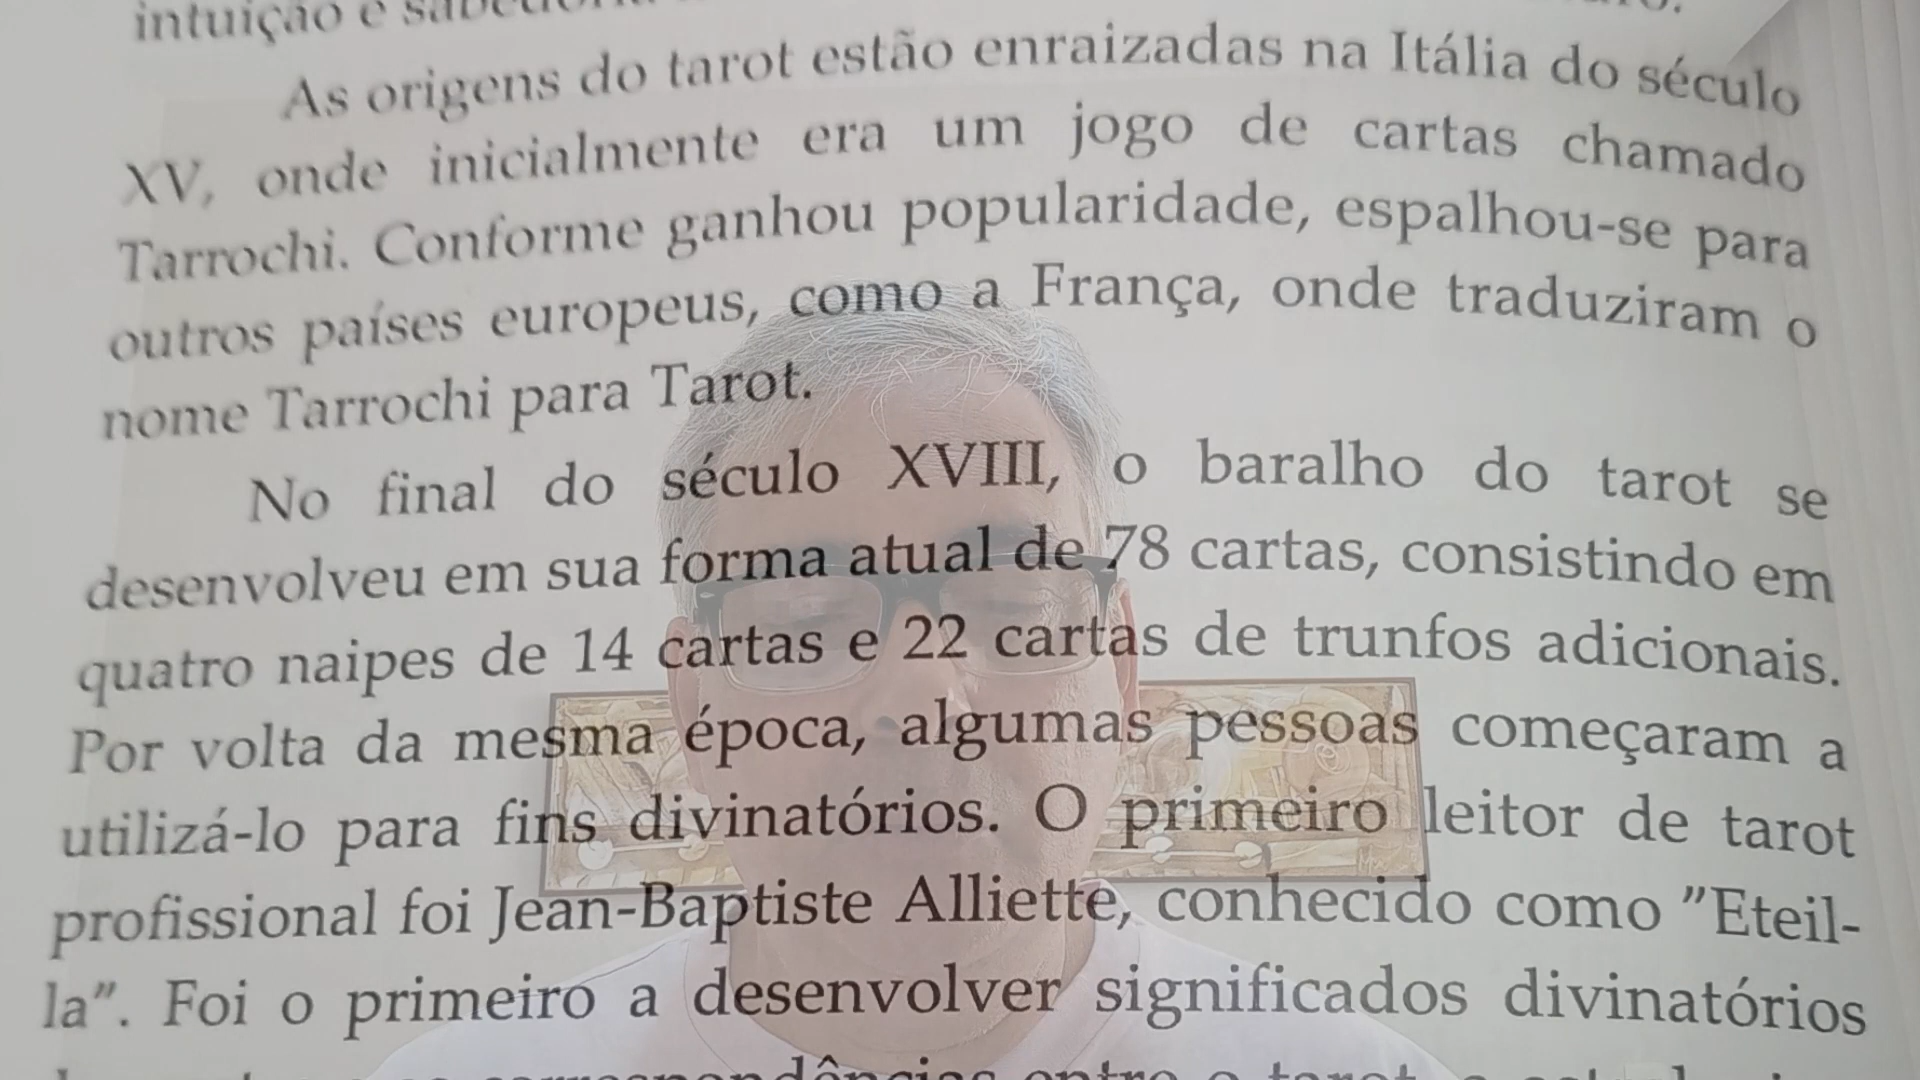 intuição e
As origens do tarot estão enraizadas na Itália do século
XV, onde inicialmente era um jogo de cartas chamado
Tarrochi. Conforme ganhou popularidade, espalhou-se para
outros países europeus, como a França, onde traduziram o
nome Tarrochi para Tarot.
No final do século XVIII, o baralho do tarot se
desenvolveu em sua forma atual de 78 cartas, consistindo em
quatro naipes de 14 cartas e 22 cartas de trunfos adicionais.
Por volta da mesma época, algumas pessoas começaram a
utilizá-lo para fins divinatórios. O primeiro leitor de tarot
profissional foi Jean-Baptiste Alliette, conhecido como "Eteil-
la". Foi o primeiro a desenvolver significados divinatórios
entre o tarot